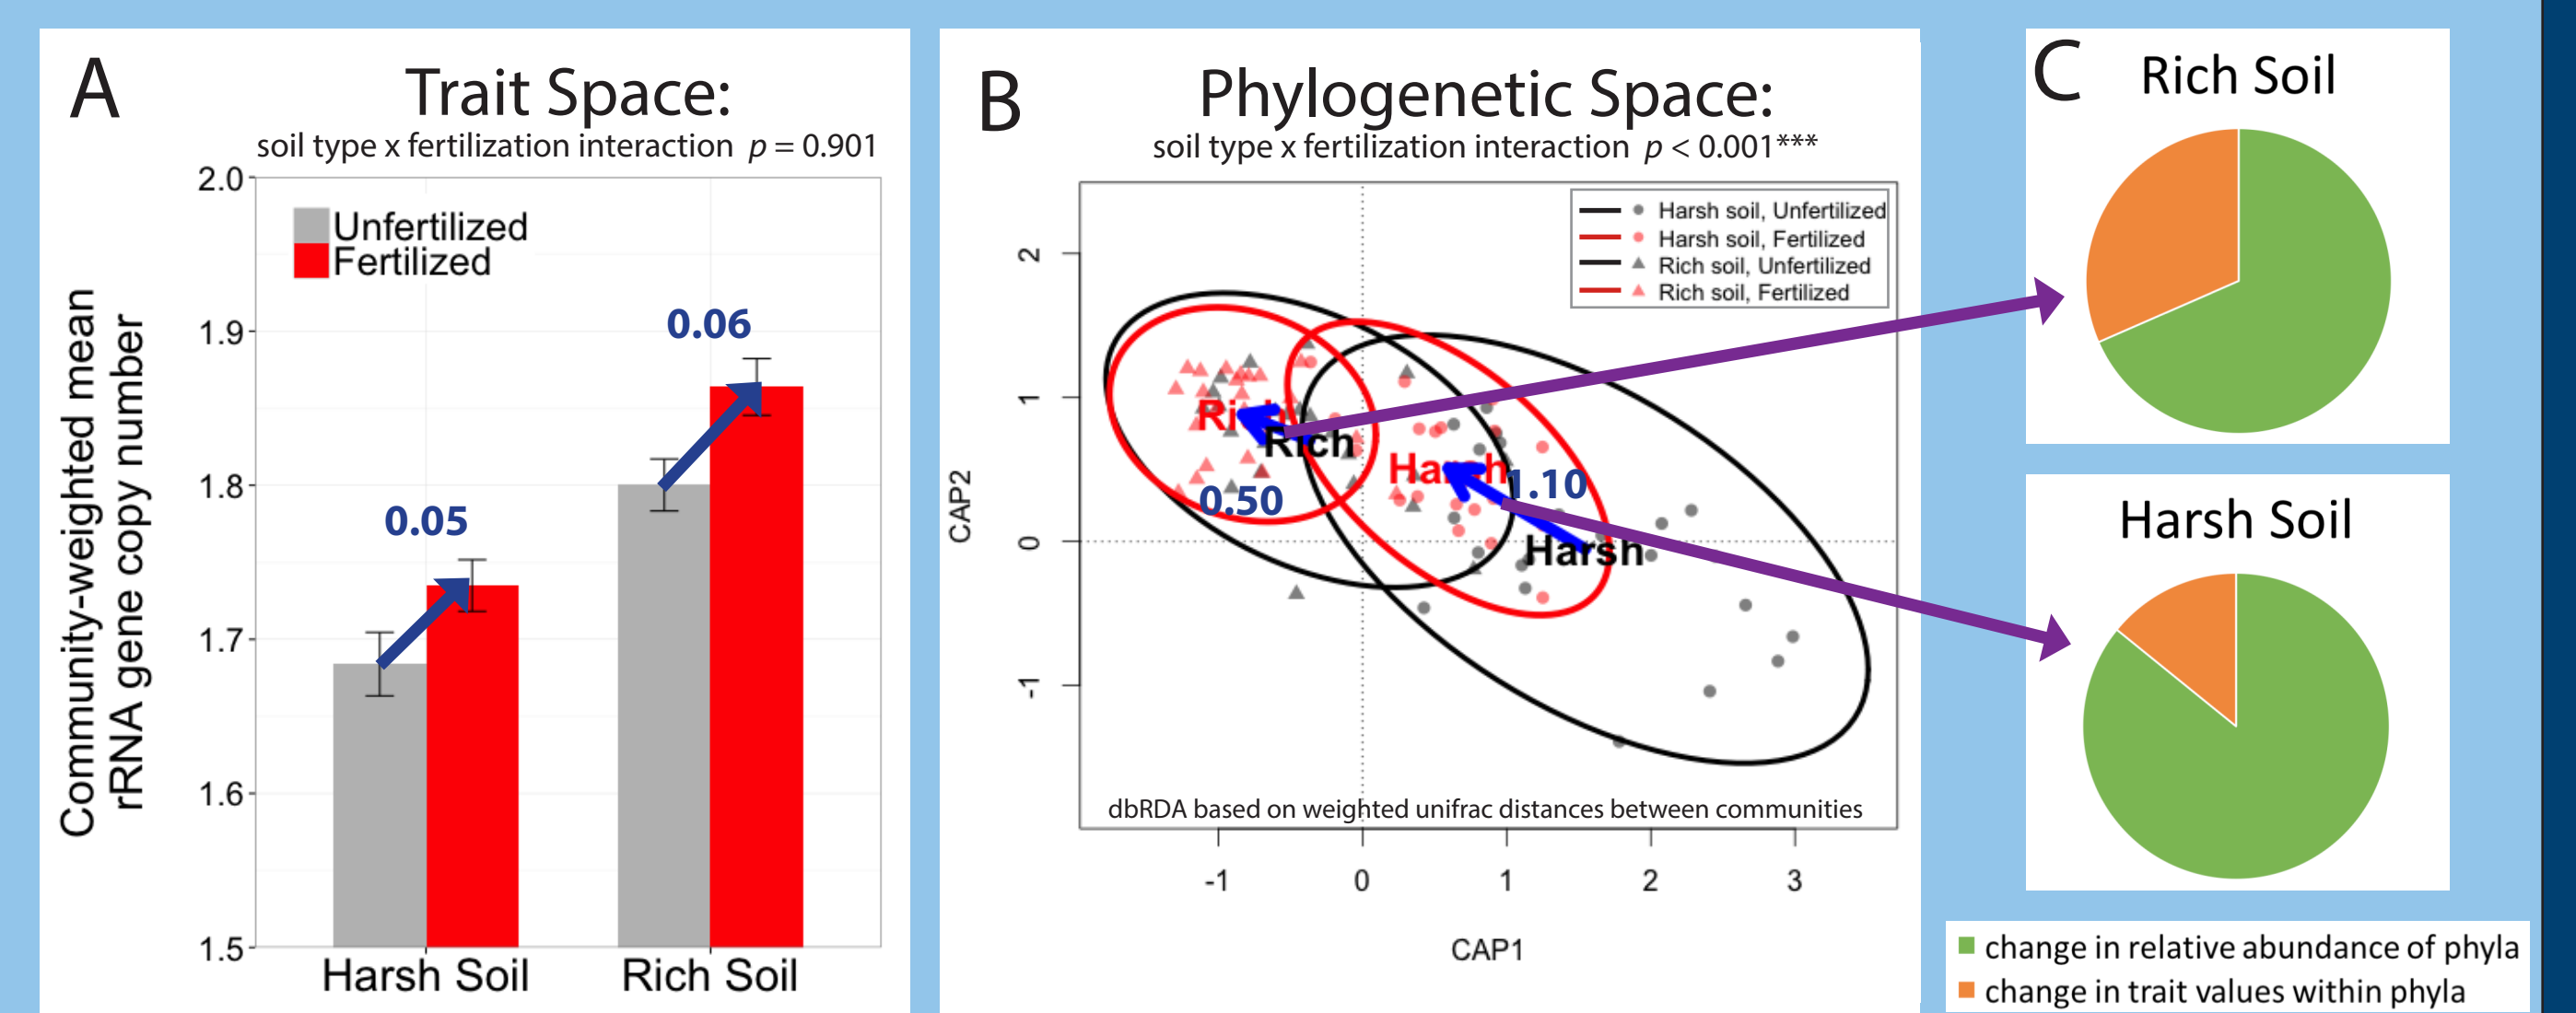 A
Trait Space:
soil type x fertilization interaction p = 0.901
2.0
1.9
1.8
1.7
1.6
1.5
Community-weighted mean
rRNA gene copy number
Unfertilized
Fertilized
0.05
0.06
Harsh Soil
Rich Soil
B
Phylogenetic Space:
soil type x fertilization interaction p < 0.001***
Harsh soil, Unfertilized
Harsh soil, Fertilized
Rich soil, Unfertilized
Rich soil, Fertilized
2
1
0
-1
CAP2
Rich
Rich
0.50
Harsh
1.10
Harsh
dbRDA based on weighted unifrac distances between communities
-1
0
1
2
3
CAP1
C
Rich Soil
Harsh Soil
change in relative abundance of phyla
change in trait values within phyla